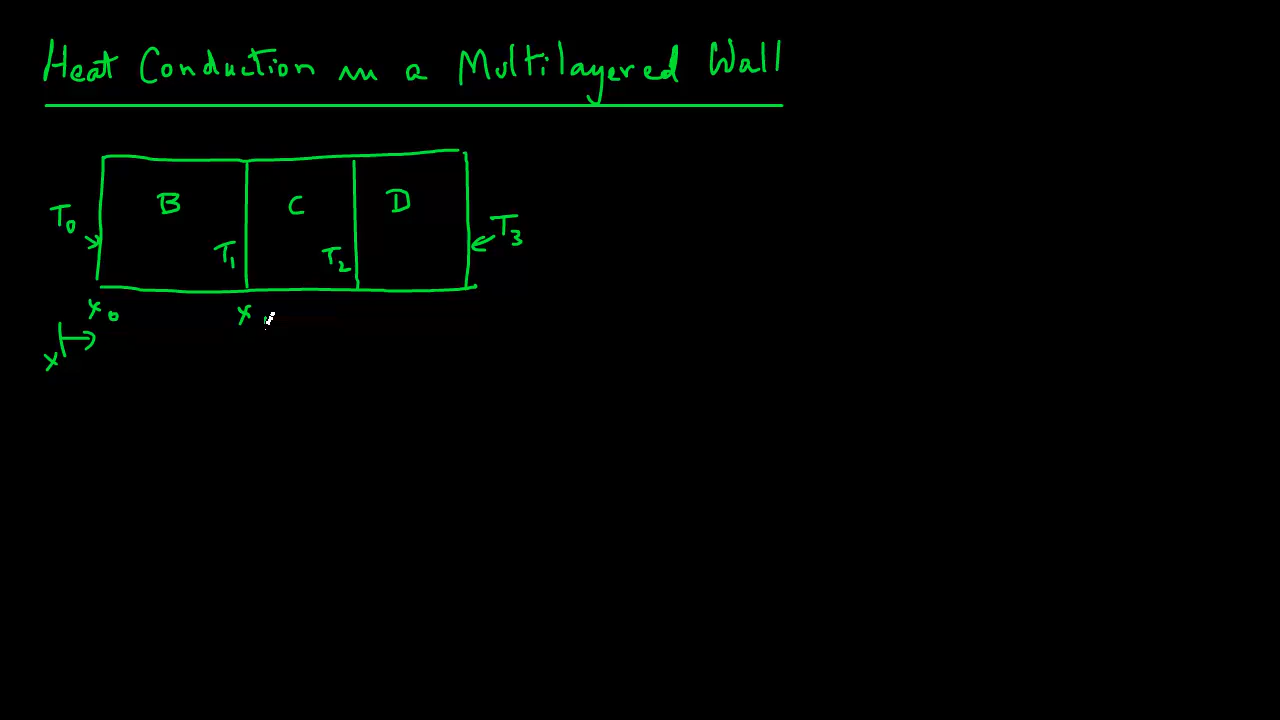 Heat Conduction in a Multilayered Wall
B C D
T0 T1 T2 T3
x0 x
x